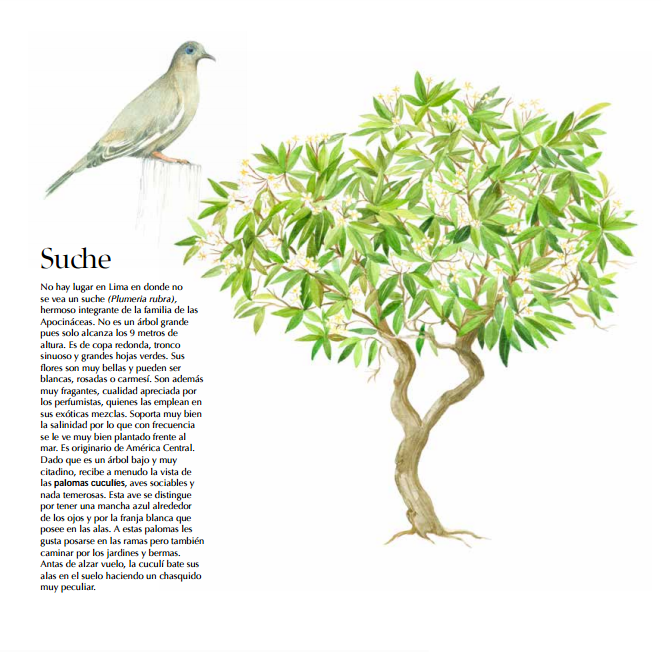 Suche
No hay lugar en Lima en donde no
se vea un suche (Plumeria rubra),
hermoso integrante de la familia de las
Apocináceas. No es un árbol grande
pues solo alcanza los 9 metros de
altura. Es de copa redonda, tronco
sinuoso y grandes hojas verdes. Sus
flores son muy bellas y pueden ser
blancas, rosadas o carmesí. Son además
muy fragantes, cualidad apreciada por
los perfumistas, quienes las emplean en
sus exóticas mezclas. Soporta muy bien
la salinidad por lo que con frecuencia
se le ve muy bien plantado frente al
mar. Es originario de América Central.
Dado que es un árbol bajo y muy
citadino, recibe a menudo la vista de
las palomas cuculíes, aves sociables y
nada temerosas. Esta ave se distingue
por tener una mancha azul alrededor
de los ojos y por la franja blanca que
posee en las alas. A estas palomas les
gusta posarse en las ramas pero también
caminar por los jardines y bermas.
Antas de alzar vuelo, la cuculí bate sus
alas en el suelo haciendo un chasquido
muy peculiar.